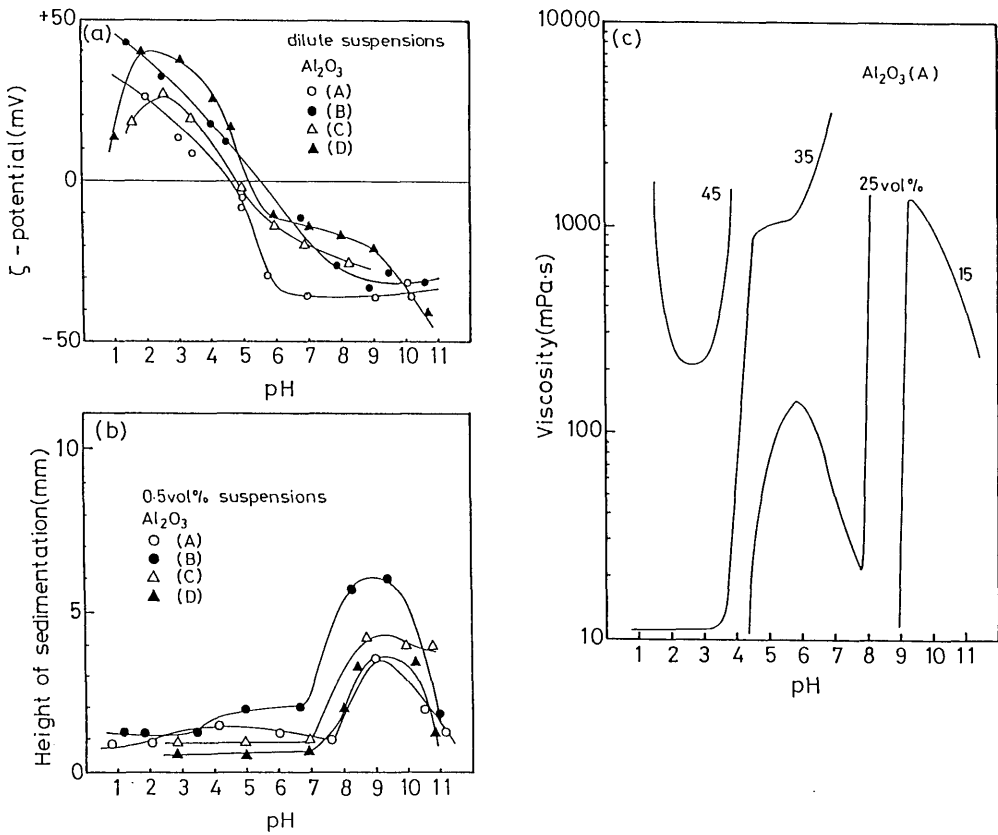 (a)
+50
0
-50
ζ - potential(mV)
dilute suspensions
Al₂O₃
(A)
(B)
(C)
(D)
1 2 3 4 5 6 7 8 9 10 11
pH
(b)
10
5
0
Height of sedimentation(mm)
0·5vol% suspensions
Al₂O₃
(A)
(B)
(C)
(D)
1 2 3 4 5 6 7 8 9 10 11
pH
(c)
10000
1000
100
10
Viscosity(mPa·s)
Al₂O₃(A)
45
35
25vol%
15
1 2 3 4 5 6 7 8 9 10 11
pH